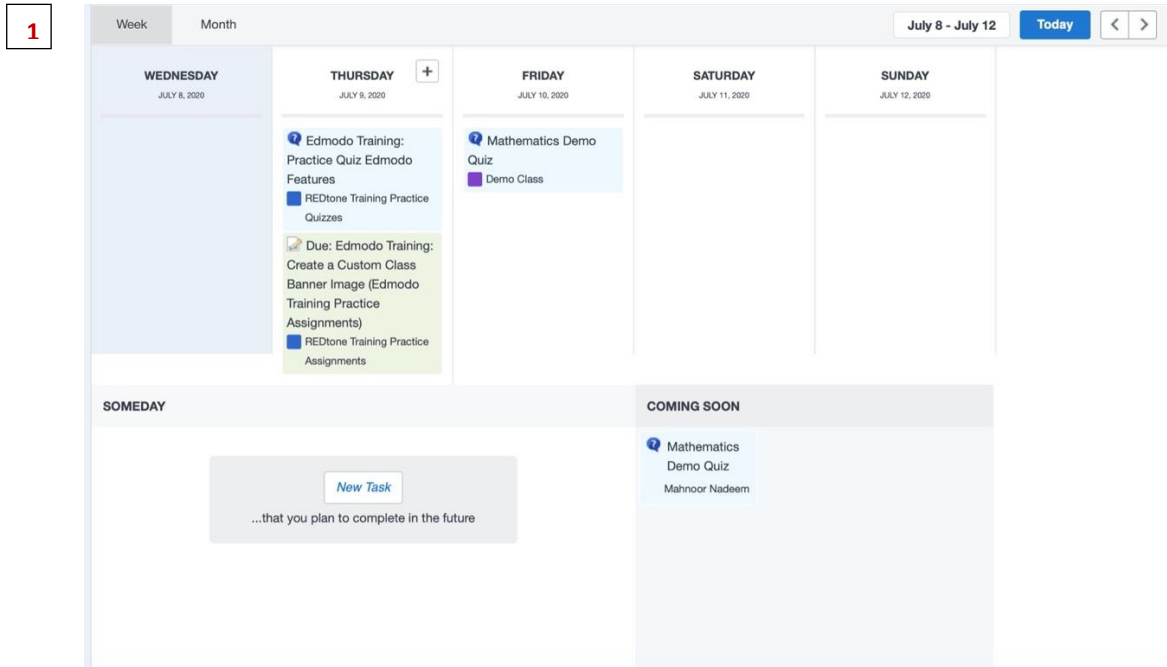 1
Week Month July 8 - July 12 Today < >
WEDNESDAY
JULY 8, 2020
THURSDAY +
JULY 9, 2020
Edmodo Training:
Practice Quiz Edmodo
Features
REDtone Training Practice
Quizzes
Due: Edmodo Training:
Create a Custom Class
Banner Image (Edmodo
Training Practice
Assignments)
REDtone Training Practice
Assignments
FRIDAY
JULY 10, 2020
Mathematics Demo
Quiz
Demo Class
SATURDAY
JULY 11, 2020
SUNDAY
JULY 12, 2020
SOMEDAY
New Task
...that you plan to complete in the future
COMING SOON
Mathematics
Demo Quiz
Mahnoor Nadeem